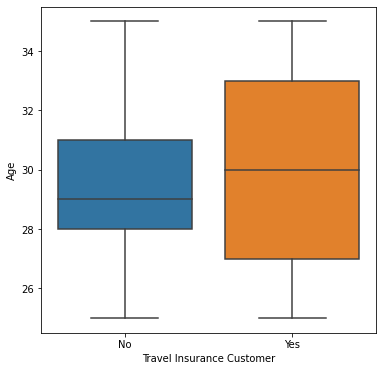 34
32
30
28
26
Age
No
Yes
Travel Insurance Customer